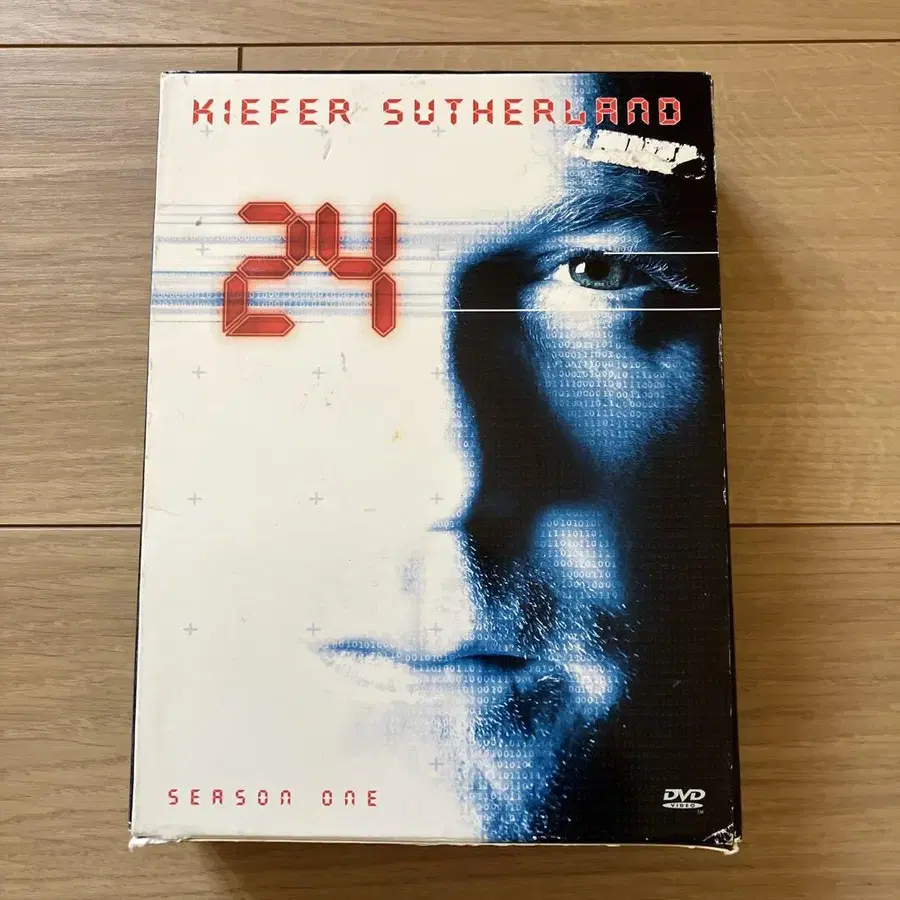 KIEFER SUTHERLAND
24
SEASON ONE
DVD
VIDEO